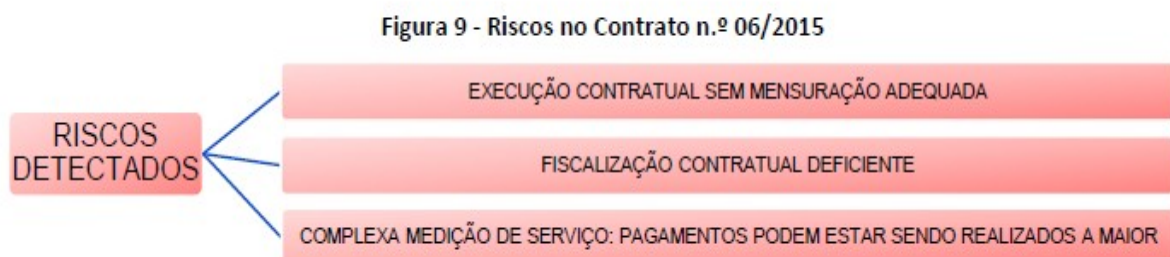 Figura 9 - Riscos no Contrato n.º 06/2015
RISCOS
DETECTADOS
EXECUÇÃO CONTRATUAL SEM MENSURAÇÃO ADEQUADA
FISCALIZAÇÃO CONTRATUAL DEFICIENTE
COMPLEXA MEDIÇÃO DE SERVIÇO: PAGAMENTOS PODEM ESTAR SENDO REALIZADOS A MAIOR